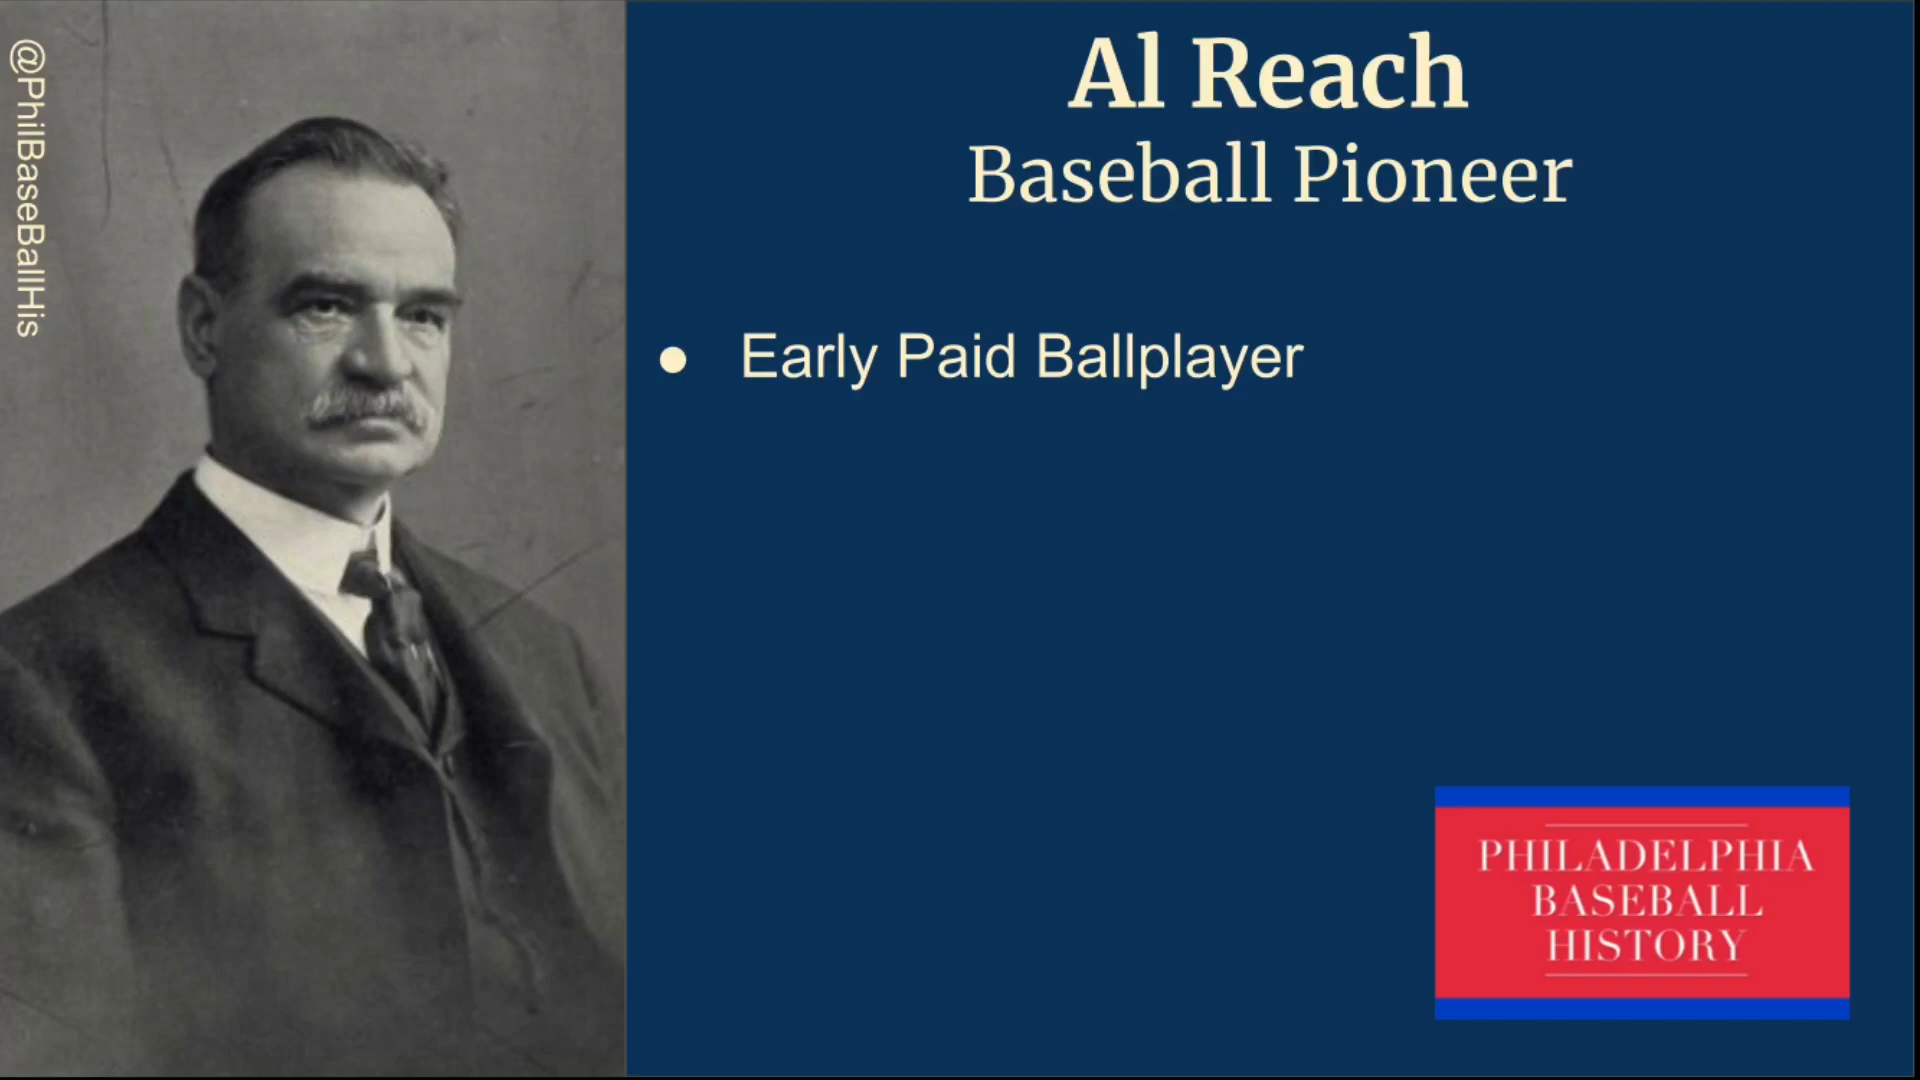 @PhilBaseBallHis
Al Reach
Baseball Pioneer
● Early Paid Ballplayer
PHILADELPHIA
BASEBALL
HISTORY